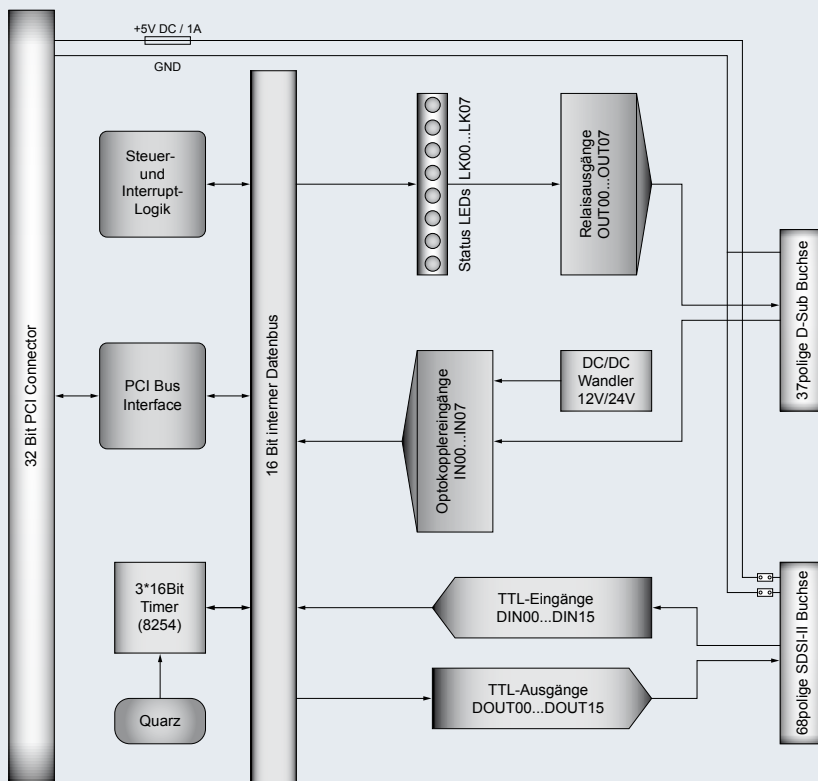 +5V DC / 1A
GND
32 Bit PCI Connector
Steuer-
und
Interrupt-
Logik
PCI Bus
Interface
3*16Bit
Timer
(8254)
Quarz
16 Bit interner Datenbus
Status LEDs LK00...LK07
Relaisausgänge
OUT00...OUT07
Optokopplereingänge
IN00...IN07
DC/DC
Wandler
12V/24V
TTL-Eingänge
DIN00...DIN15
TTL-Ausgänge
DOUT00...DOUT15
37polige D-Sub Buchse
68polige SDSI-II Buchse